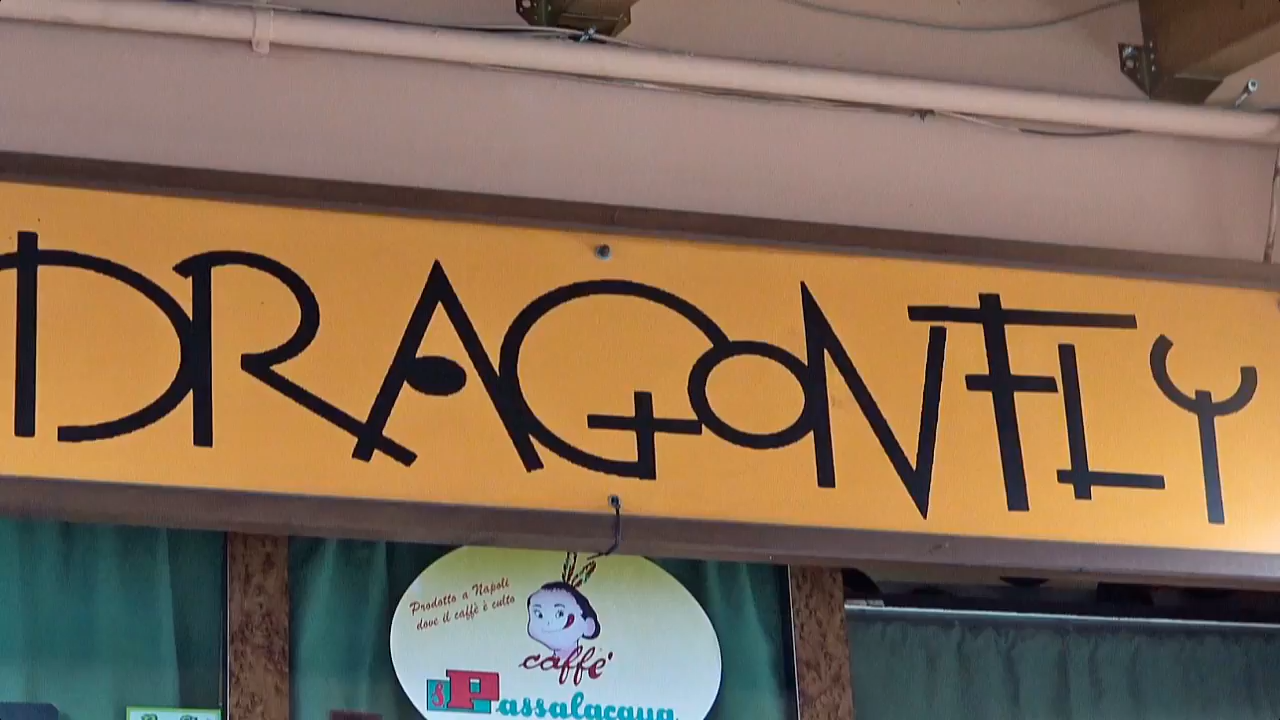 DRAGONFLY
Prodotto a Napoli
dove il caffè è culto
caffè
S Passalacqua